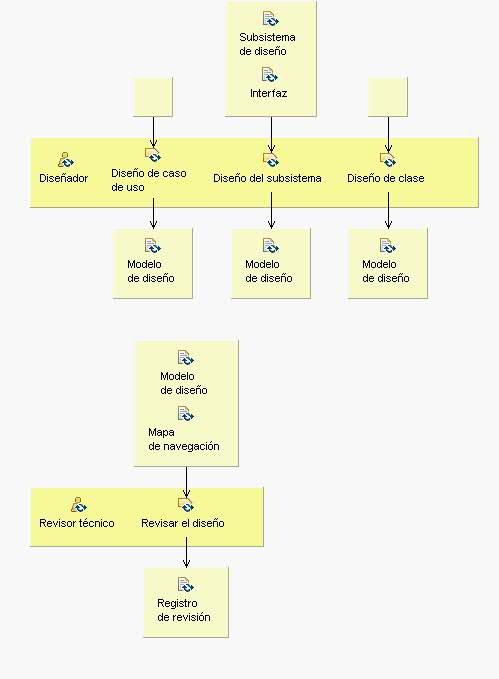 Subsistema
de diseño
Interfaz
Diseñador
Diseño de caso
de uso
Diseño del subsistema
Diseño de clase
Modelo
de diseño
Modelo
de diseño
Modelo
de diseño
Modelo
de diseño
Mapa
de navegación
Revisor técnico
Revisar el diseño
Registro
de revisión